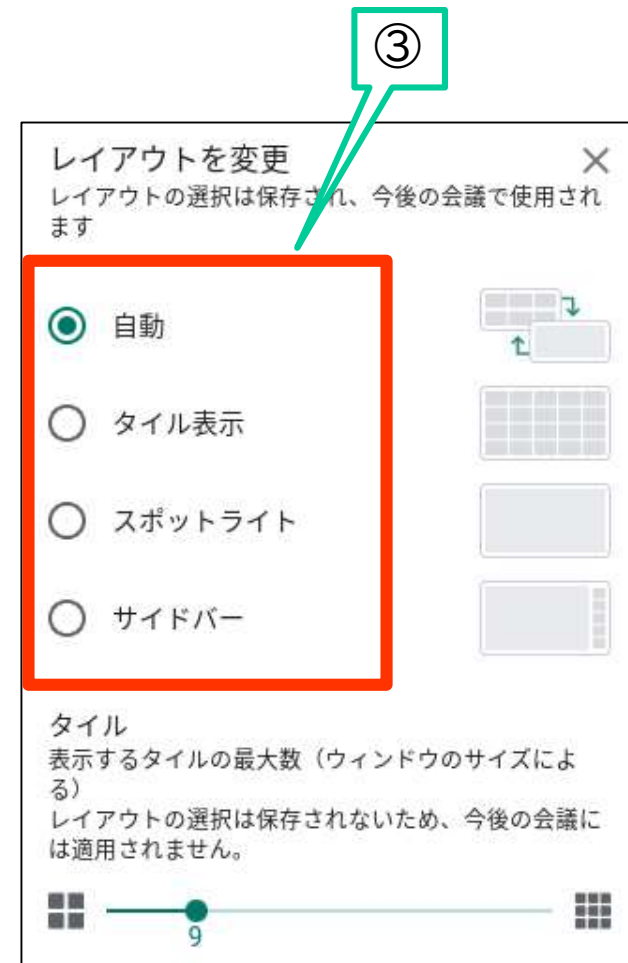 ③
レイアウトを変更
レイアウトの選択は保存され、今後の会議で使用され
ます
自動
タイル表示
スポットライト
サイドバー
タイル
表示するタイルの最大数（ウィンドウのサイズによ
る）
レイアウトの選択は保存されないため、今後の会議に
は適用されません。
9